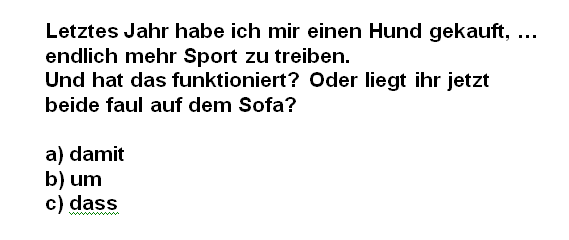 Letztes Jahr habe ich mir einen Hund gekauft, …
endlich mehr Sport zu treiben.
Und hat das funktioniert? Oder liegt ihr jetzt
beide faul auf dem Sofa?
a) damit
b) um
c) dass